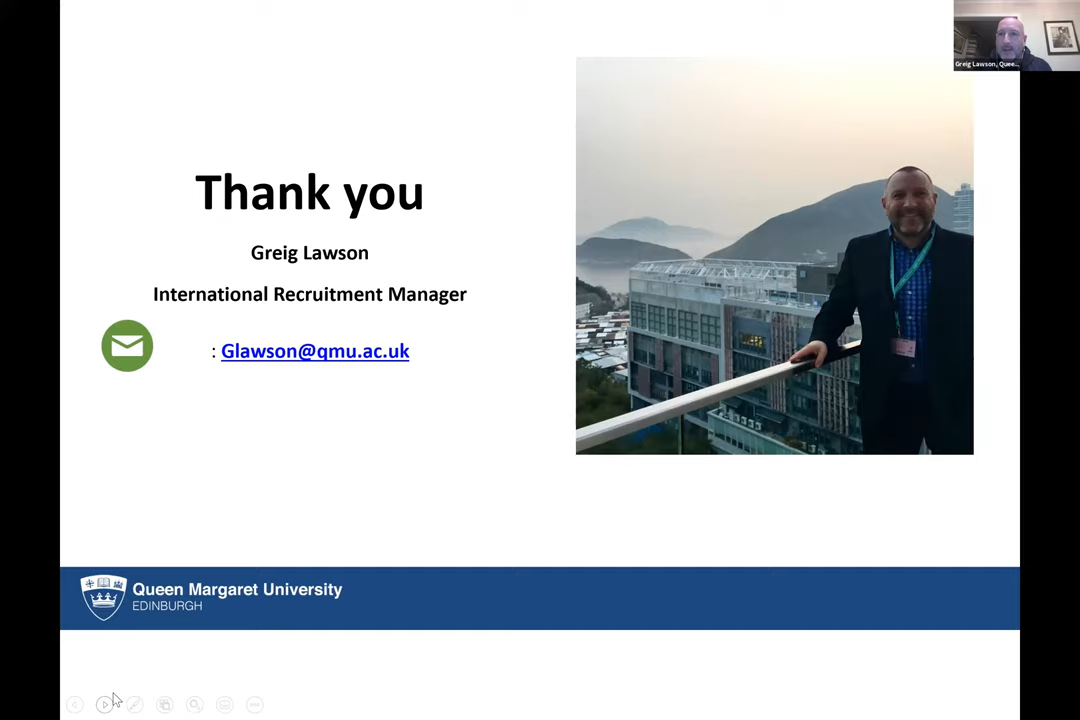 Greig Lawson, Quee...
Thank you
Greig Lawson
International Recruitment Manager
: Glawson@qmu.ac.uk
Queen Margaret University
EDINBURGH